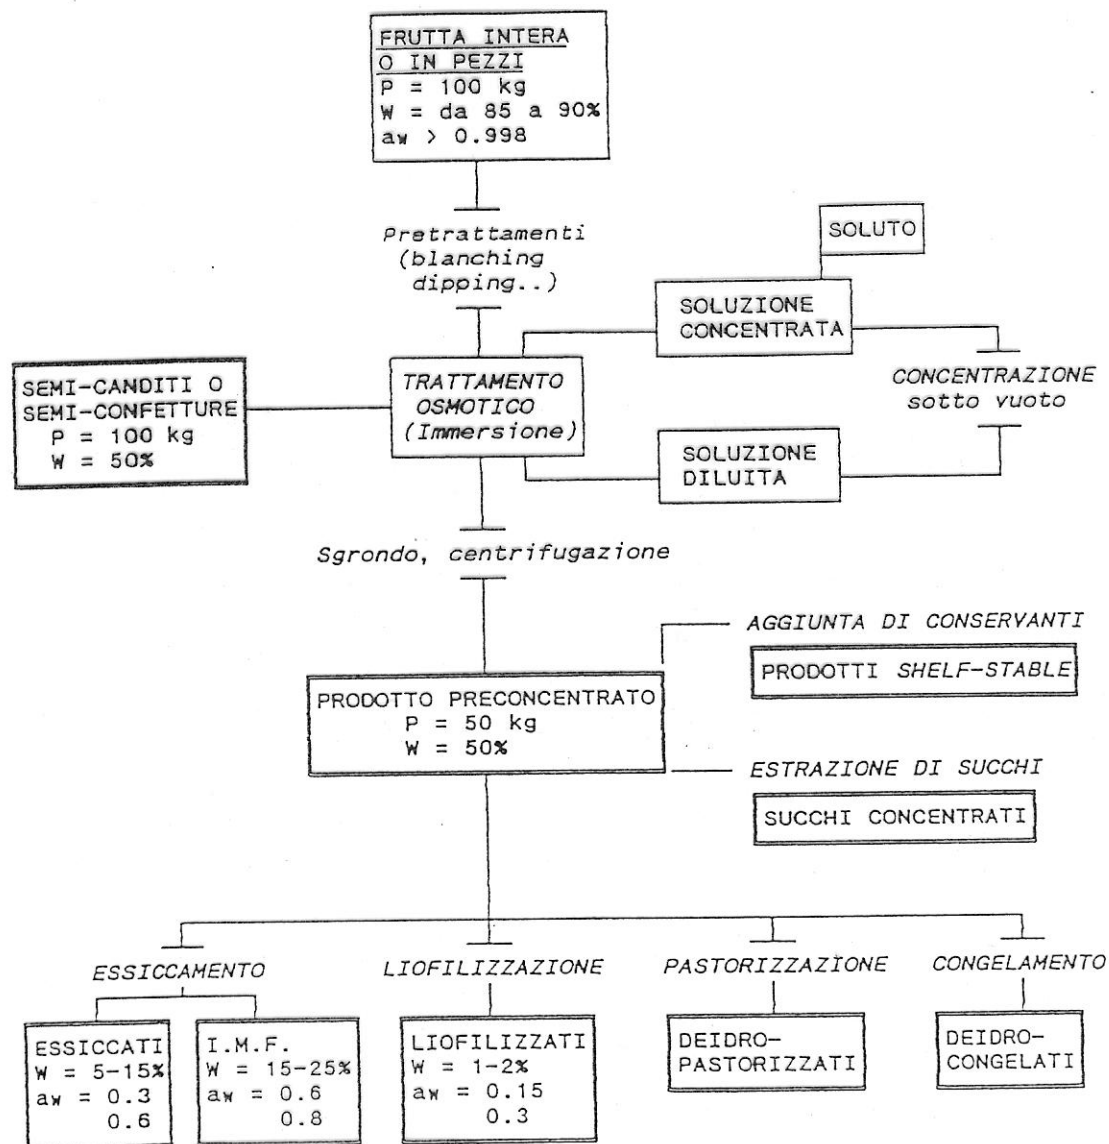 FRUTTA INTERA
O IN PEZZI
P = 100 kg
W = da 85 a 90%
aw > 0.998
Pretrattamenti
(blanching
dipping..)
SOLUTO
SOLUZIONE
CONCENTRATA
SEMI-CANDITI O
SEMI-CONFETTURE
P = 100 kg
W = 50%
TRATTAMENTO
OSMOTICO
(Immersione)
CONCENTRAZIONE
sotto vuoto
SOLUZIONE
DILUITA
Sgrondo, centrifugazione
AGGIUNTA DI CONSERVANTI
PRODOTTI SHELF-STABLE
PRODOTTO PRECONCENTRATO
P = 50 kg
W = 50%
ESTRAZIONE DI SUCCHI
SUCCHI CONCENTRATI
ESSICCAMENTO
LIOFILIZZAZIONE
PASTORIZZAZIONE
CONGELAMENTO
ESSICCATI
W = 5-15%
aw = 0.3
0.6
I.M.F.
W = 15-25%
aw = 0.6
0.8
LIOFILIZZATI
W = 1-2%
aw = 0.15
0.3
DEIDRO-
PASTORIZZATI
DEIDRO-
CONGELATI